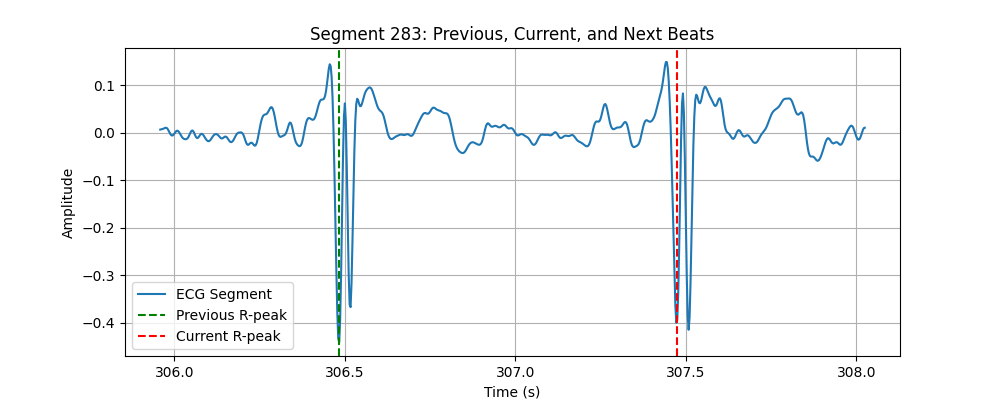 Segment 283: Previous, Current, and Next Beats
Amplitude
0.1
0.0
−0.1
−0.2
−0.3
−0.4
ECG Segment
Previous R-peak
Current R-peak
306.0
306.5
307.0
307.5
308.0
Time (s)